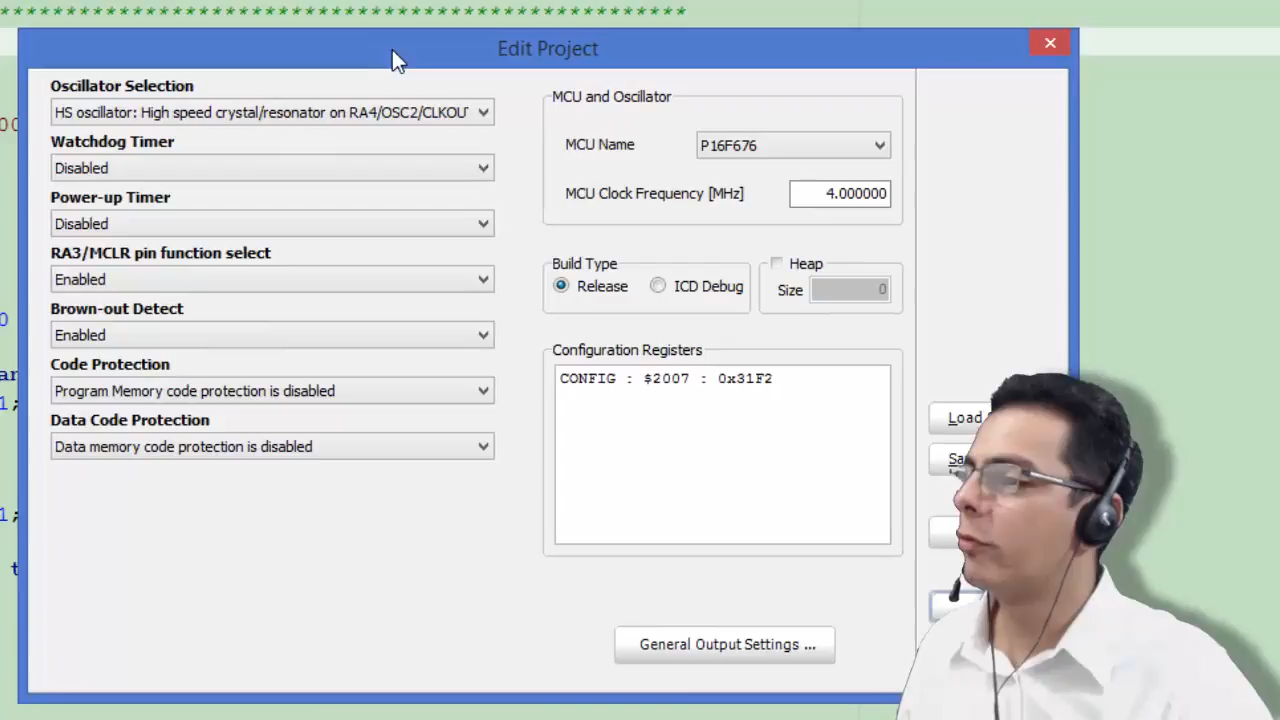 ************************************************
Edit Project
Oscillator Selection
HS oscillator: High speed crystal/resonator on RA4/OSC2/CLKOUT
Watchdog Timer
Disabled
Power-up Timer
Disabled
RA3/MCLR pin function select
Enabled
Brown-out Detect
Enabled
Code Protection
Program Memory code protection is disabled
Data Code Protection
Data memory code protection is disabled
MCU and Oscillator
MCU Name
P16F676
MCU Clock Frequency [MHz]
4.000000
Build Type
Release
ICD Debug
Heap
Size
0
Configuration Registers
CONFIG : $2007 : 0x31F2
Load
General Output Settings ...